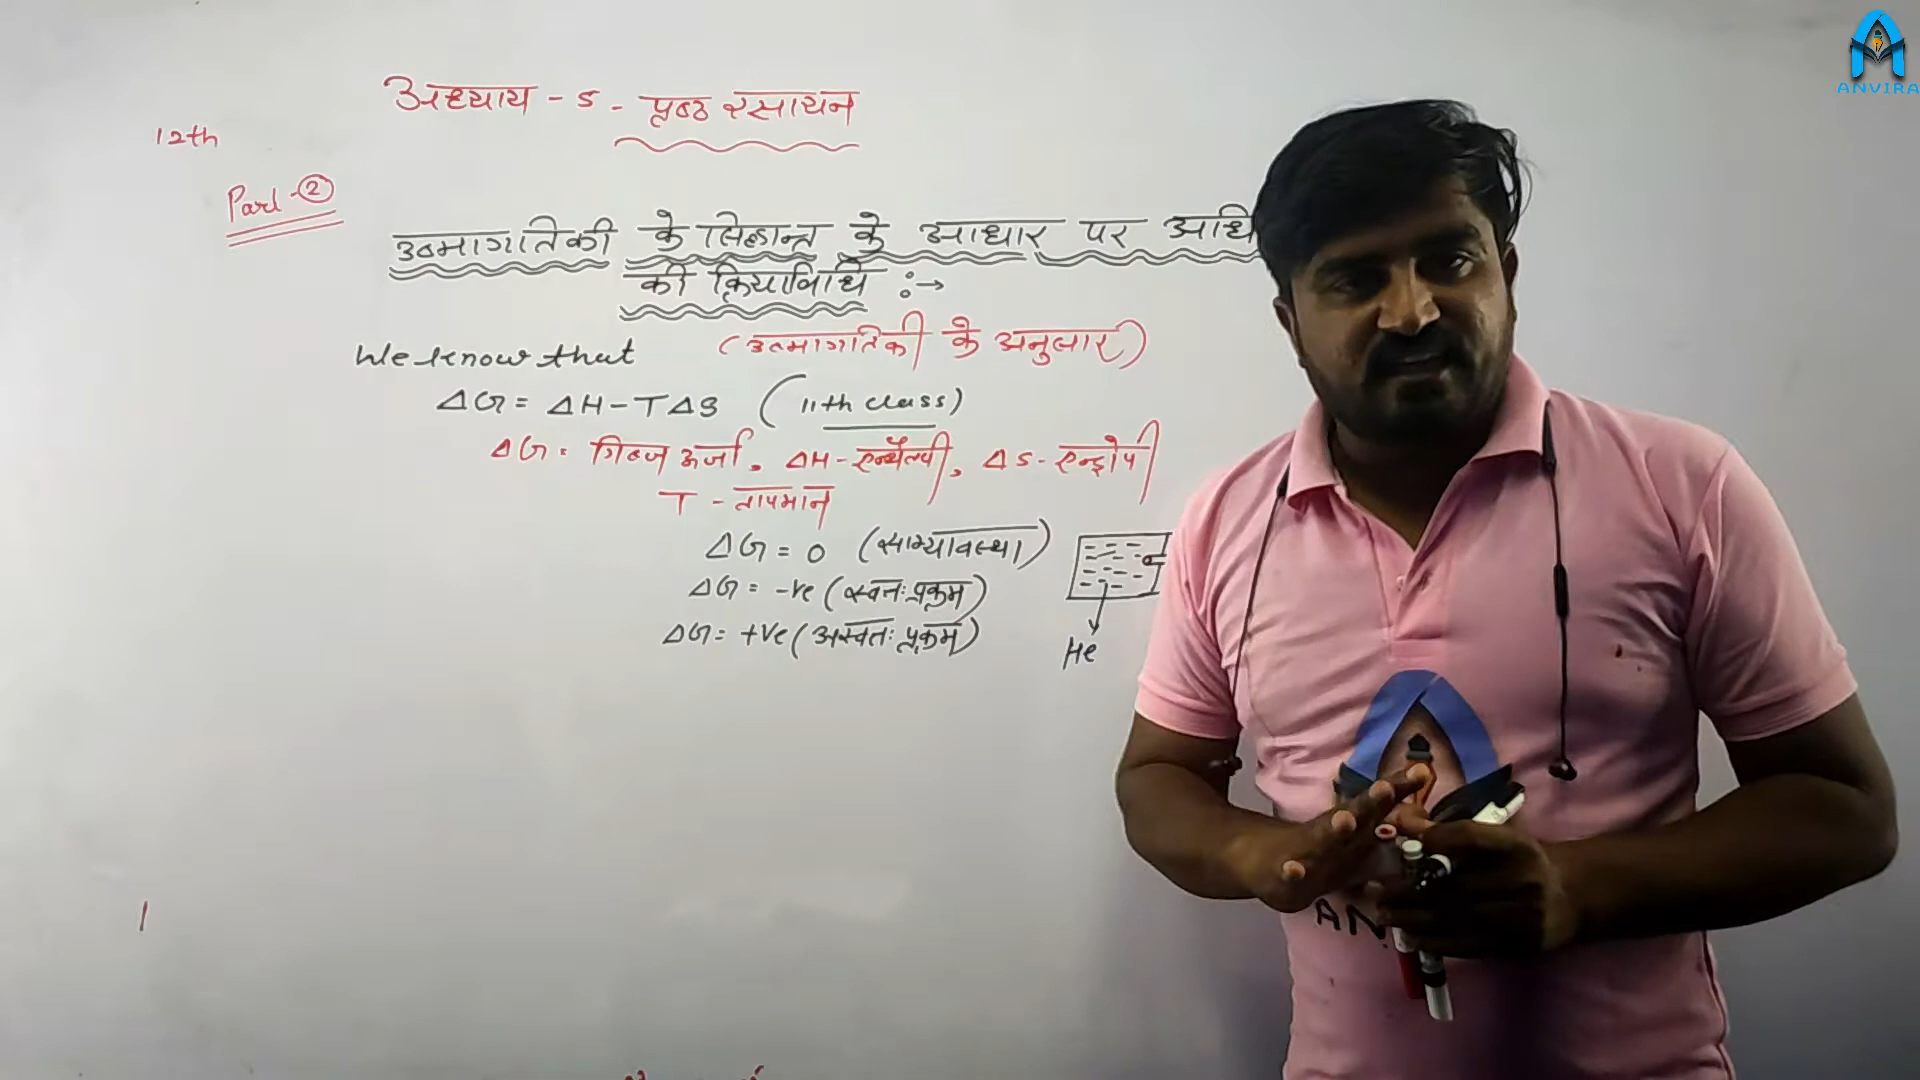 अध्याय - 5 - पृष्ठ रसायन
12th
Part-②
उष्मागतिकी के सिद्धान्त के आधार पर अधि
की क्रियाविधि :→
(उष्मागतिकी के अनुसार)
We know that
ΔG = ΔH - TΔS (11th class)
ΔG = गिब्ज ऊर्जा, ΔH - एन्थैल्पी, ΔS - एन्ट्रोपी
T - तापमान
ΔG = 0 (साम्यावस्था)
ΔG = -ve (स्वतः प्रक्रम)
ΔG = +Ve (अस्वतः प्रक्रम)
He
ANVIRA
AN